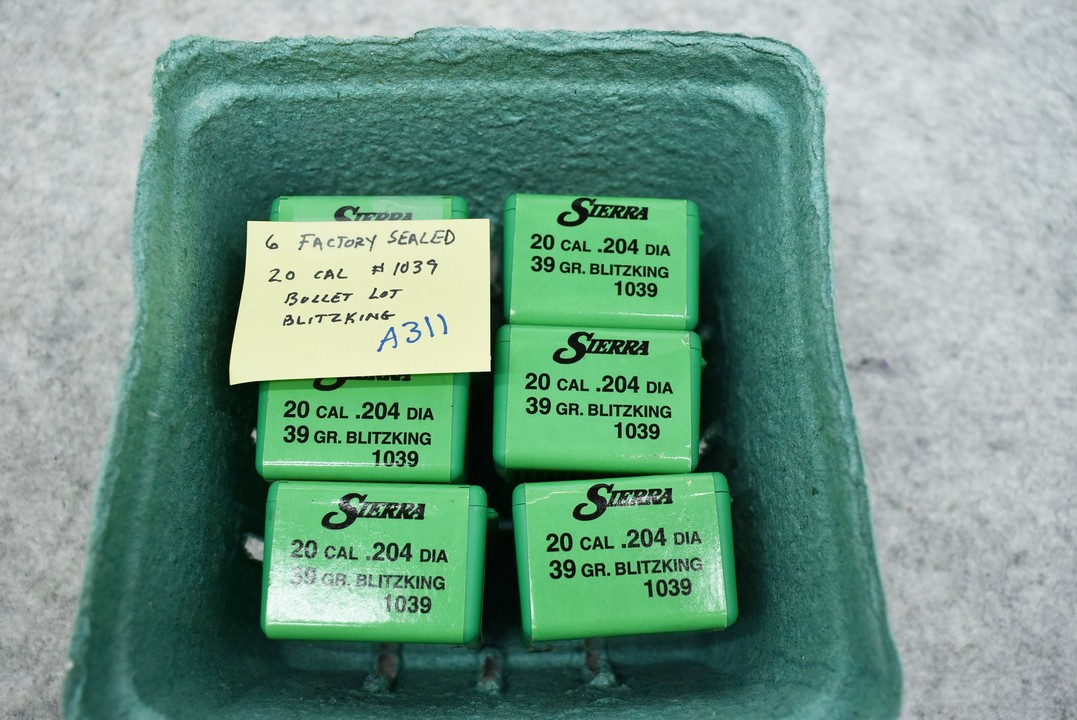 SIERRA
6 FACTORY SEALED
20 CAL #1039
BULLET LOT
BLITZKING
A311
20 CAL .204 DIA
39 GR. BLITZKING
1039
SIERRA
20 CAL .204 DIA
39 GR. BLITZKING
1039
SIERRA
20 CAL .204 DIA
39 GR. BLITZKING
1039
SIERRA
20 CAL .204 DIA
39 GR. BLITZKING
1039
SIERRA
20 CAL .204 DIA
39 GR. BLITZKING
1039